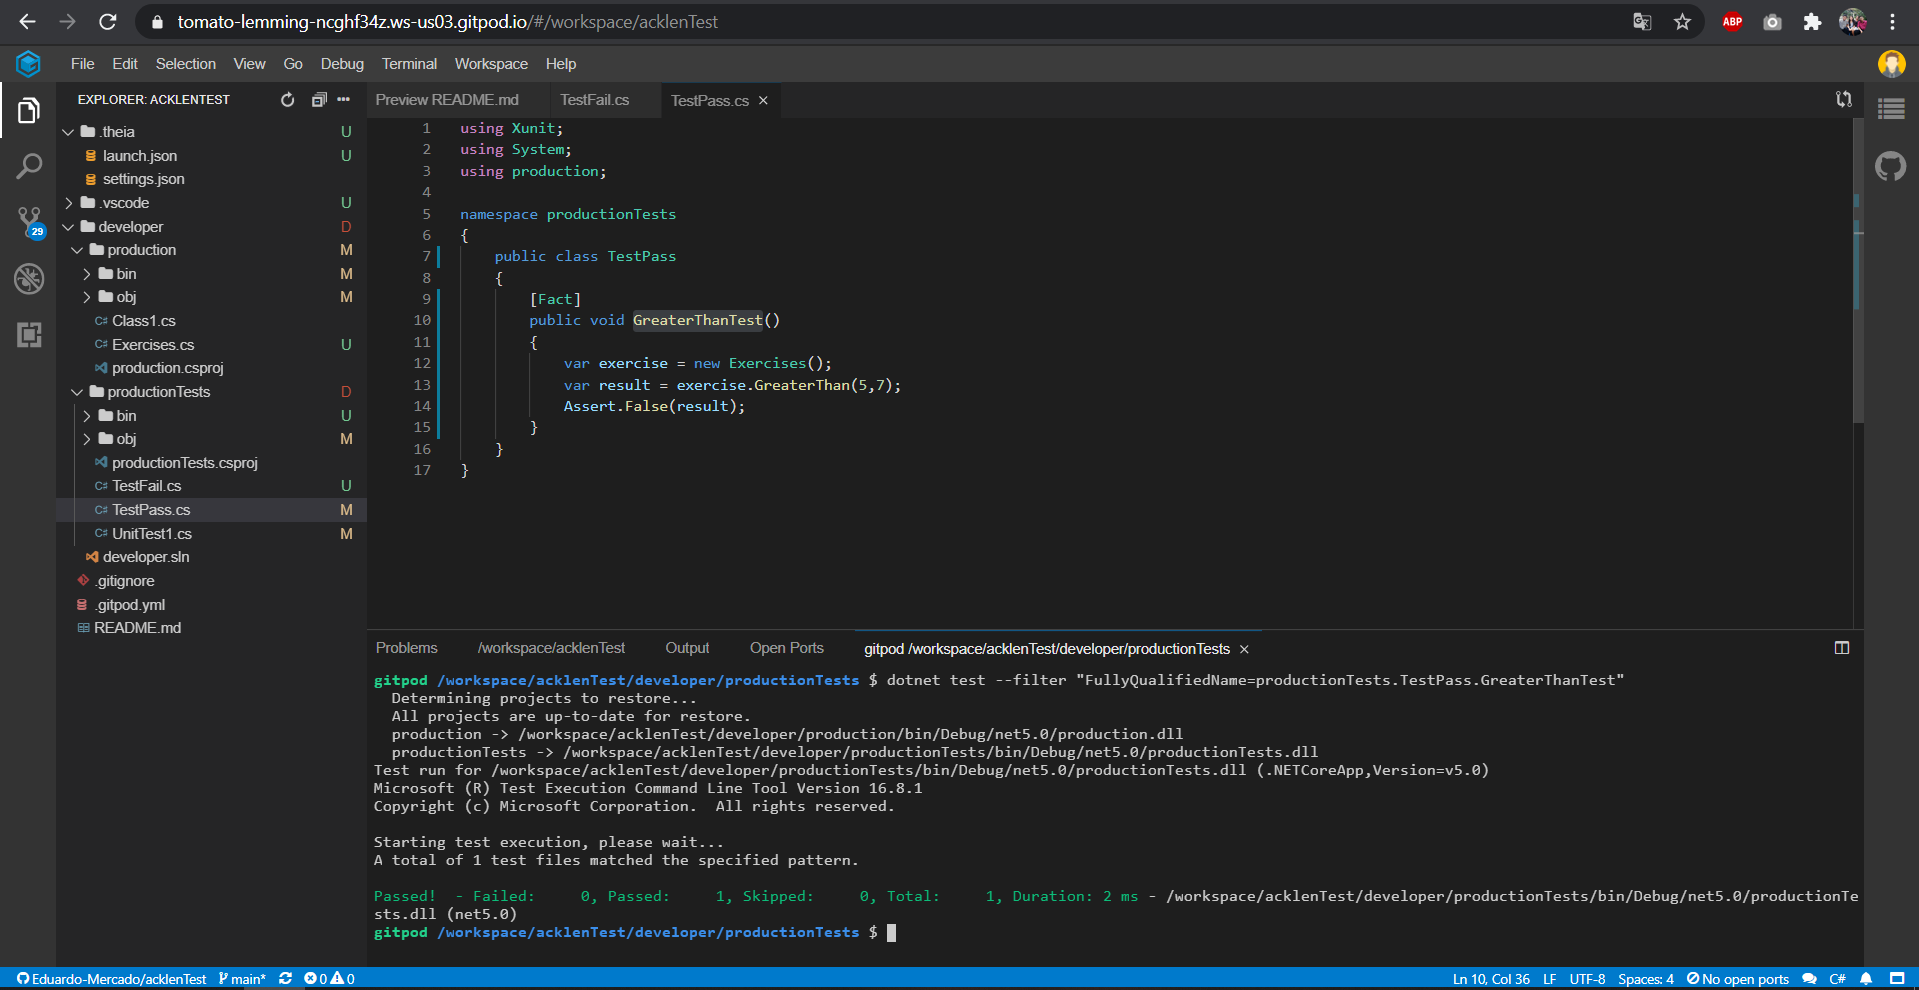 tomato-lemming-ncghf34z.ws-us03.gitpod.io/#/workspace/acklenTest
ABP
File Edit Selection View Go Debug Terminal Workspace Help
EXPLORER: ACKLENTEST
.theia U
launch.json U
settings.json
.vscode U
developer D
29
production M
bin M
obj M
C# Class1.cs
C# Exercises.cs U
production.csproj
productionTests D
bin U
obj M
productionTests.csproj
C# TestFail.cs U
C# TestPass.cs M
C# UnitTest1.cs M
developer.sln
.gitignore
.gitpod.yml
README.md
Preview README.md TestFail.cs TestPass.cs
1 using Xunit;
2 using System;
3 using production;
4
5 namespace productionTests
6 {
7 public class TestPass
8 {
9 [Fact]
10 public void GreaterThanTest()
11 {
12 var exercise = new Exercises();
13 var result = exercise.GreaterThan(5,7);
14 Assert.False(result);
15 }
16 }
17 }
Problems /workspace/acklenTest Output Open Ports gitpod /workspace/acklenTest/developer/productionTests
gitpod /workspace/acklenTest/developer/productionTests $ dotnet test --filter "FullyQualifiedName=productionTests.TestPass.GreaterThanTest"
Determining projects to restore...
All projects are up-to-date for restore.
production -> /workspace/acklenTest/developer/production/bin/Debug/net5.0/production.dll
productionTests -> /workspace/acklenTest/developer/productionTests/bin/Debug/net5.0/productionTests.dll
Test run for /workspace/acklenTest/developer/productionTests/bin/Debug/net5.0/productionTests.dll (.NETCoreApp,Version=v5.0)
Microsoft (R) Test Execution Command Line Tool Version 16.8.1
Copyright (c) Microsoft Corporation. All rights reserved.
Starting test execution, please wait...
A total of 1 test files matched the specified pattern.
Passed! - Failed: 0, Passed: 1, Skipped: 0, Total: 1, Duration: 2 ms - /workspace/acklenTest/developer/productionTests/bin/Debug/net5.0/productionTe
sts.dll (net5.0)
gitpod /workspace/acklenTest/developer/productionTests $
Eduardo-Mercado/acklenTest main* 0 0 Ln 10, Col 36 LF UTF-8 Spaces: 4 No open ports C#